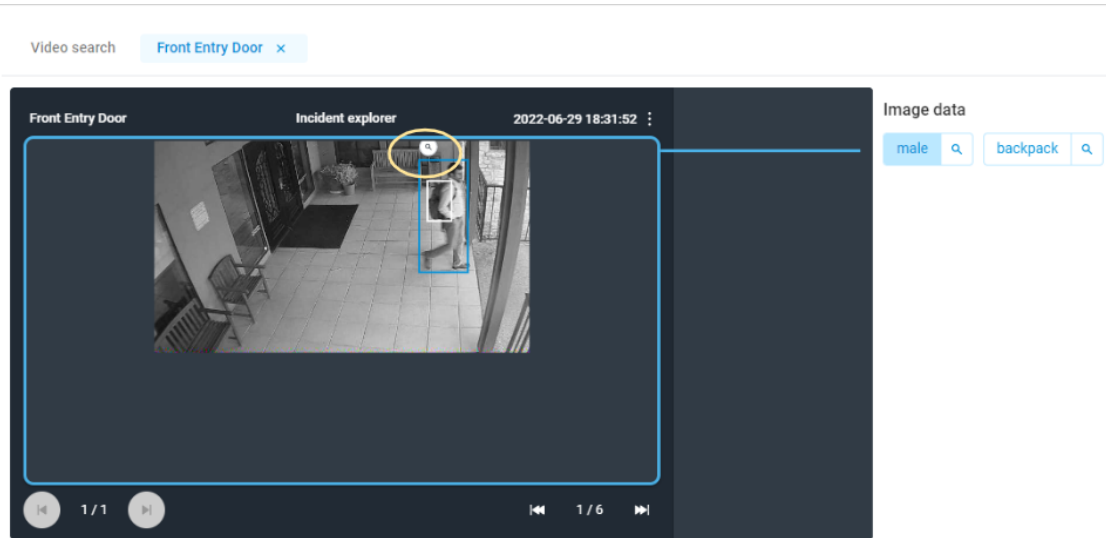 Video search Front Entry Door ×
Image data
Front Entry Door Incident explorer 2022-06-29 18:31:52
male backpack
1 / 1 1 / 6